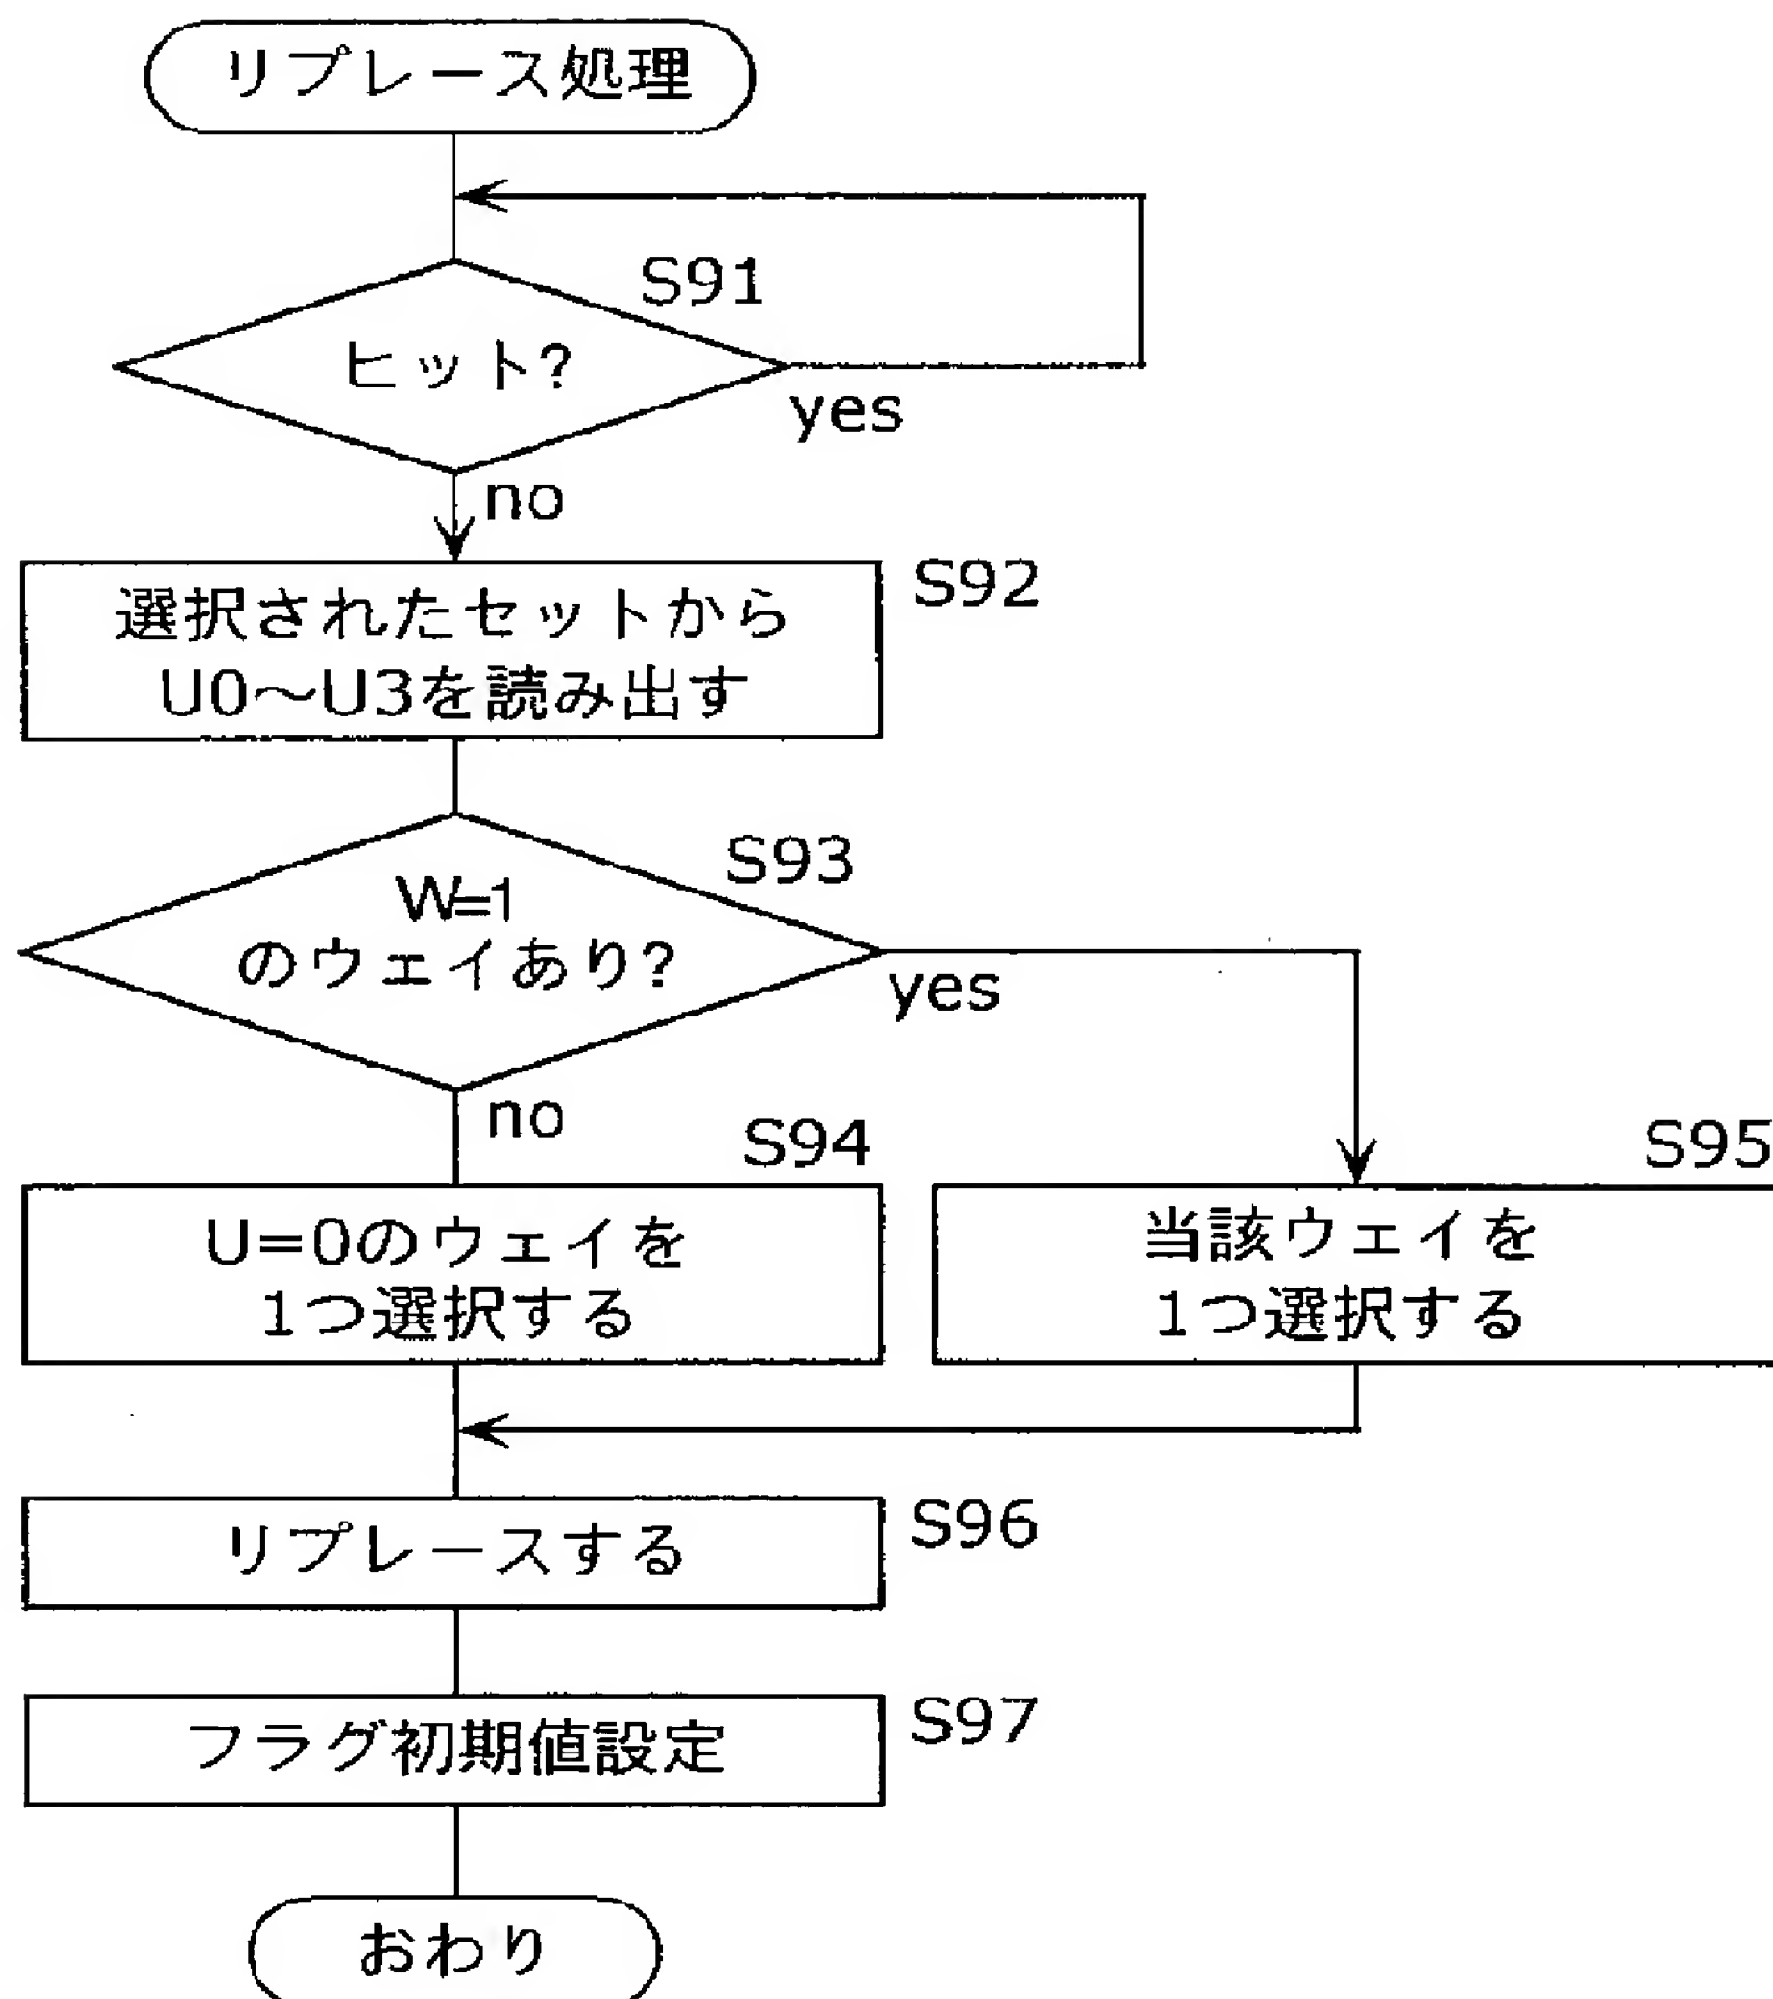 リプレース処理
S91
ヒット?
yes
no
S92
選択されたセットから
U0～U3を読み出す
S93
W=1
のウェイあり?
yes
no
S94
U=0のウェイを
1つ選択する
S95
当該ウェイを
1つ選択する
S96
リプレースする
S97
フラグ初期値設定
おわり